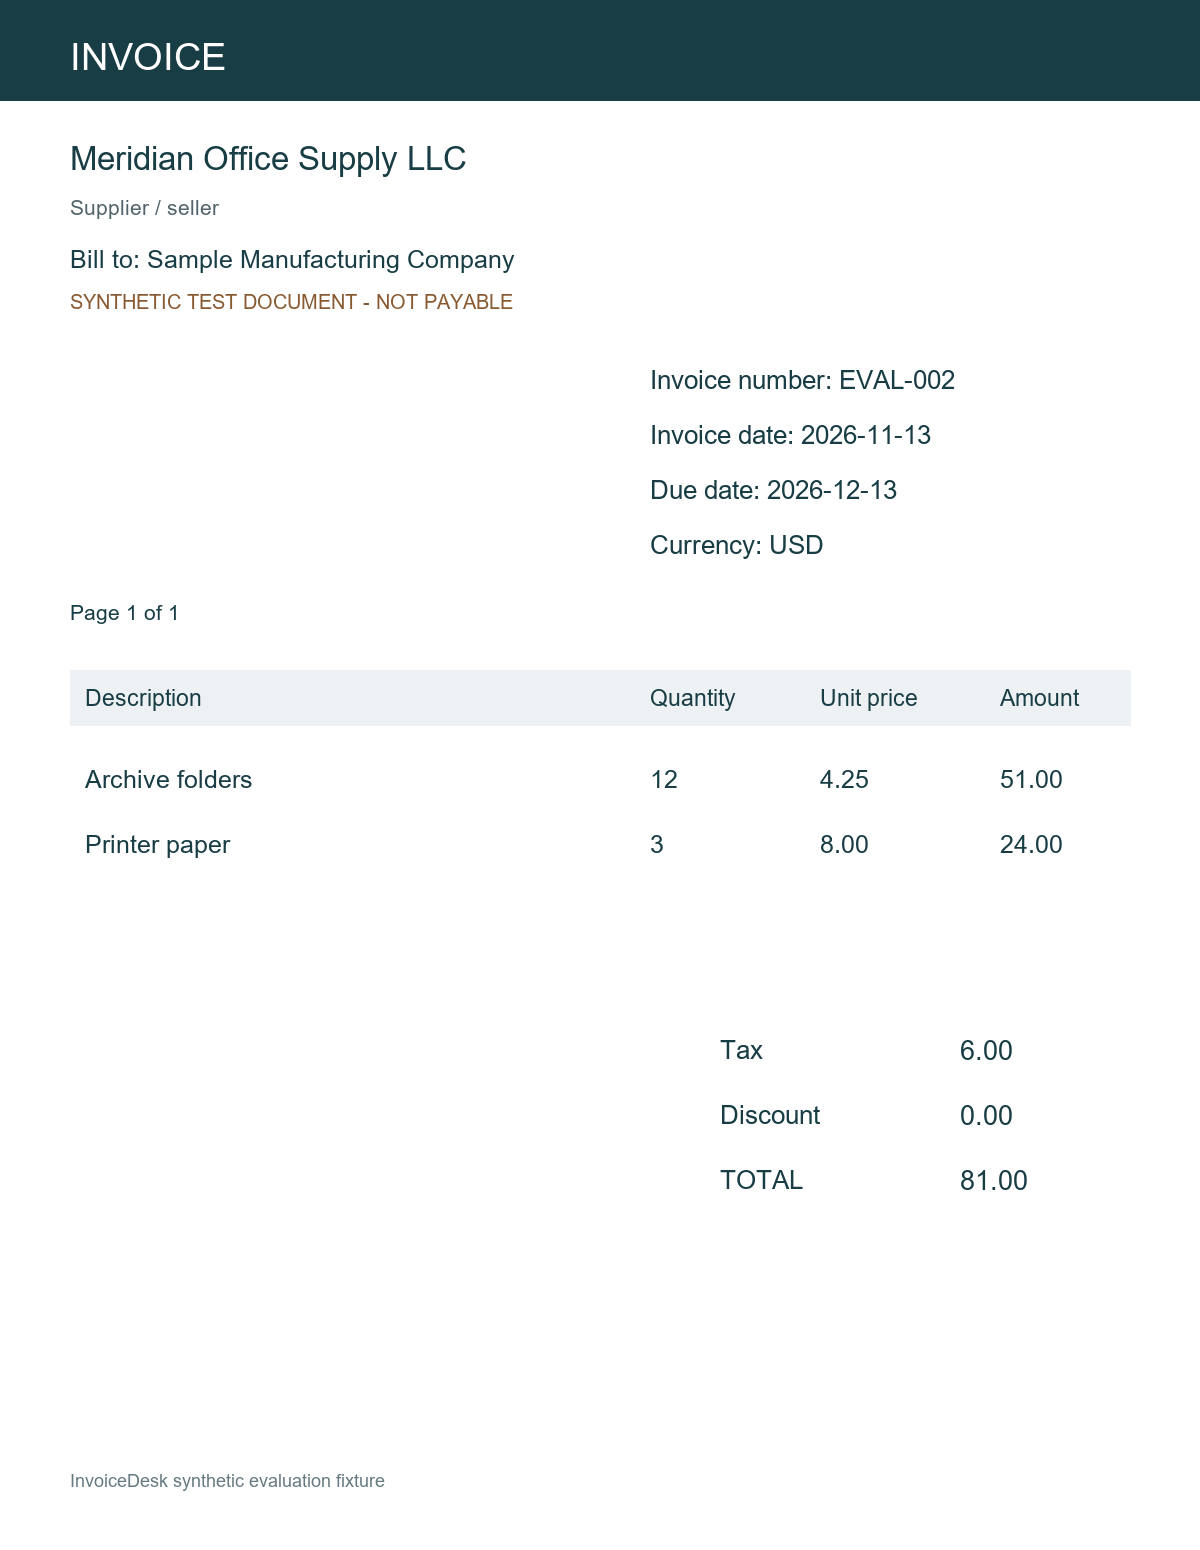 INVOICE
Meridian Office Supply LLC
Supplier / seller
Bill to: Sample Manufacturing Company
SYNTHETIC TEST DOCUMENT - NOT PAYABLE
Invoice number: EVAL-002
Invoice date: 2026-11-13
Due date: 2026-12-13
Currency: USD
Page 1 of 1
Description Quantity Unit price Amount
Archive folders 12 4.25 51.00
Printer paper 3 8.00 24.00
Tax 6.00
Discount 0.00
TOTAL 81.00
InvoiceDesk synthetic evaluation fixture